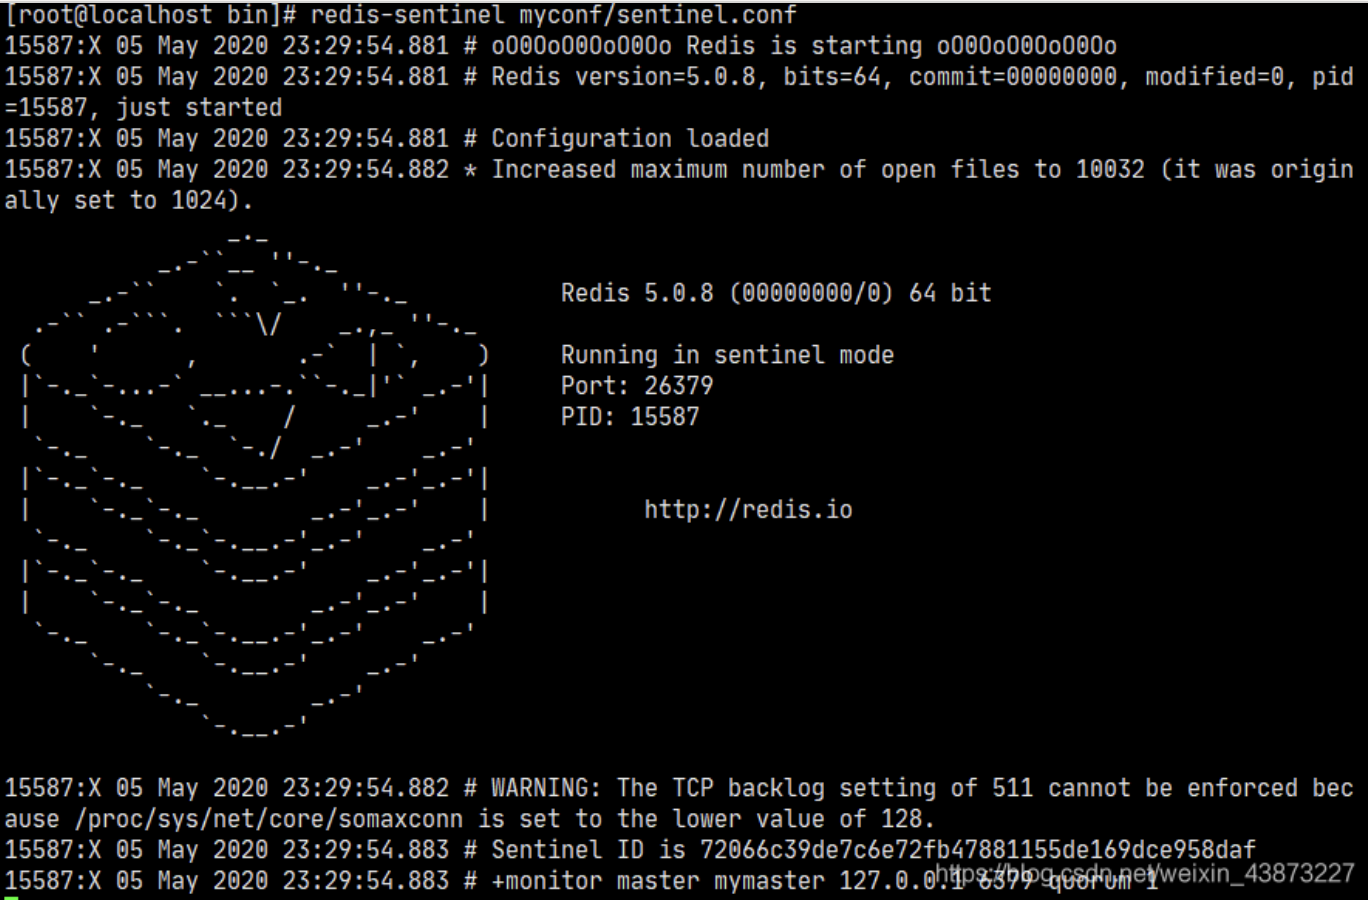 [root@localhost bin]# redis-sentinel myconf/sentinel.conf
15587:X 05 May 2020 23:29:54.881 # oO0OoO0OoO0Oo Redis is starting oO0OoO0OoO0Oo
15587:X 05 May 2020 23:29:54.881 # Redis version=5.0.8, bits=64, commit=00000000, modified=0, pid
=15587, just started
15587:X 05 May 2020 23:29:54.881 # Configuration loaded
15587:X 05 May 2020 23:29:54.882 * Increased maximum number of open files to 10032 (it was origin
ally set to 1024).
Redis 5.0.8 (00000000/0) 64 bit
Running in sentinel mode
Port: 26379
PID: 15587
http://redis.io
15587:X 05 May 2020 23:29:54.882 # WARNING: The TCP backlog setting of 511 cannot be enforced bec
ause /proc/sys/net/core/somaxconn is set to the lower value of 128.
15587:X 05 May 2020 23:29:54.883 # Sentinel ID is 72066c39de7c6e72fb47881155de169dce958daf
15587:X 05 May 2020 23:29:54.883 # +monitor master mymaster 127.0.0.1 6379 quorum 1
https://blog.csdn.net/weixin_43873227